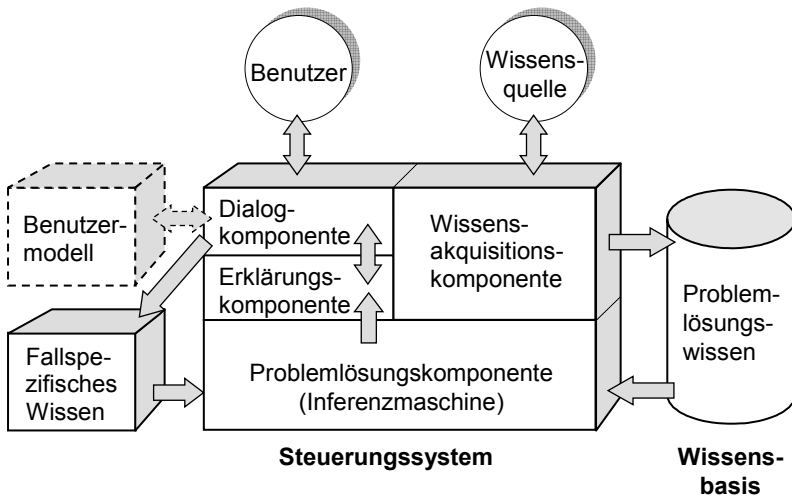 Benutzer
Wissens-
quelle
Benutzer-
modell
Dialog-
komponente
Wissens-
akquisitions-
komponente
Erklärungs-
komponente
Problem-
lösungs-
wissen
Fallspe-
zifisches
Wissen
Problemlösungskomponente
(Inferenzmaschine)
Steuerungssystem
Wissens-
basis